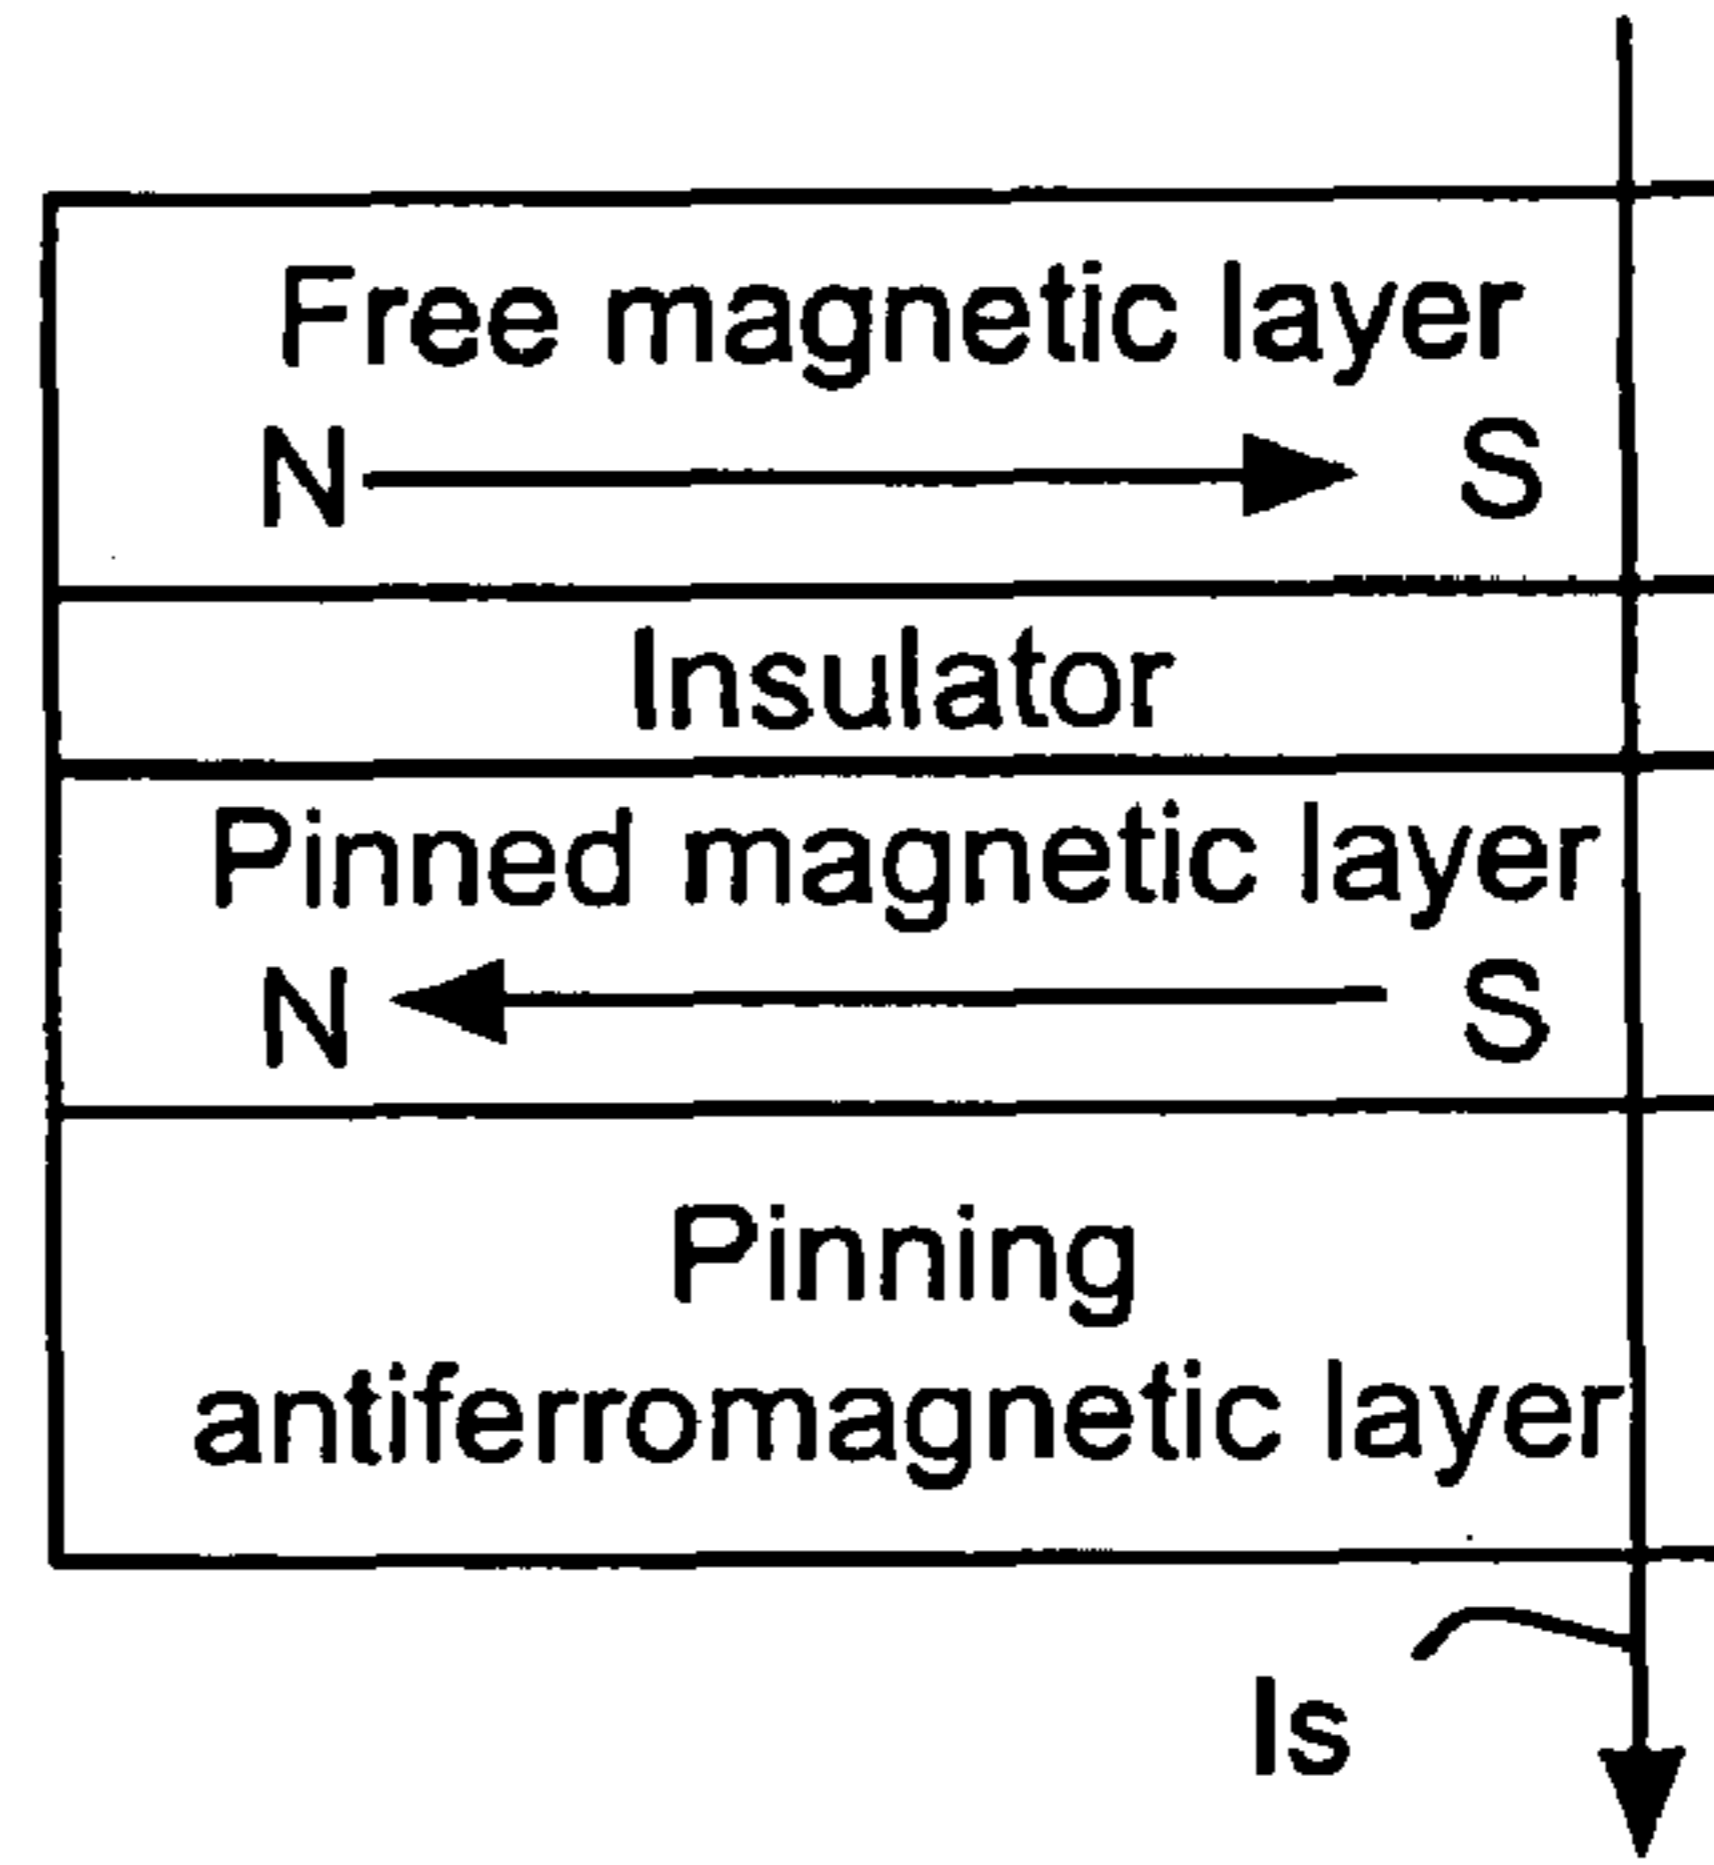 Free magnetic layer
N S
Insulator
Pinned magnetic layer
N S
Pinning
antiferromagnetic layer
Is